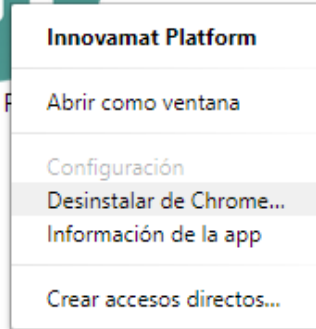 Innovamat Platform
Abrir como ventana
Configuración
Desinstalar de Chrome...
Información de la app
Crear accesos directos...